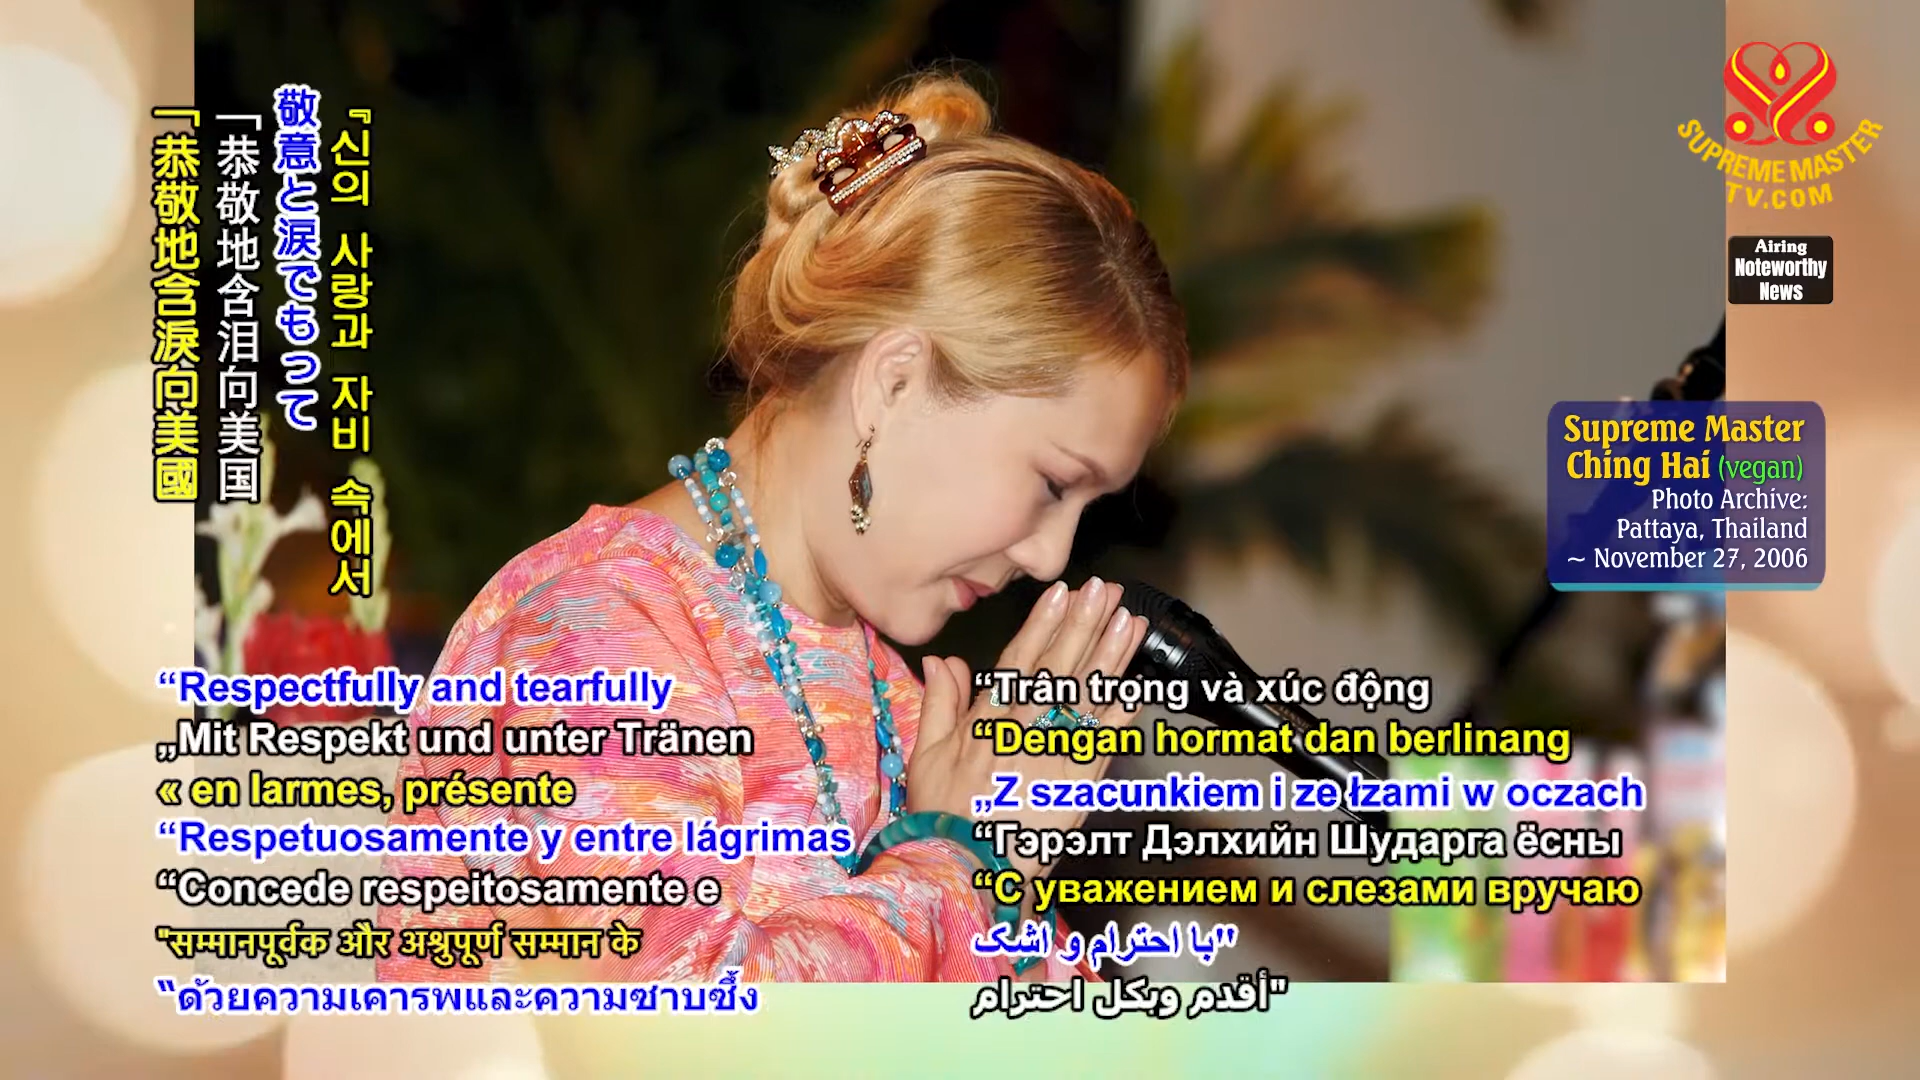 『신의 사랑과 자비 속에서
敬意と涙でもって
「恭敬地含泪向美国
「恭敬地含淚向美國
SUPREME MASTER
TV.COM
Airing
Noteworthy
News
Supreme Master
Ching Hai (vegan)
Photo Archive:
Pattaya, Thailand
~ November 27, 2006
“Respectfully and tearfully
„Mit Respekt und unter Tränen
« en larmes, présente
“Respetuosamente y entre lágrimas
“Concede respeitosamente e
"सम्मानपूर्वक और अश्रुपूर्ण सम्मान के
“ด้วยความเคารพและความซาบซึ้ง
“Trân trọng và xúc động
“Dengan hormat dan berlinang
„Z szacunkiem i ze łzami w oczach
“Гэрэлт Дэлхийн Шударга ёсны
“С уважением и слезами вручаю
"با احترام و اشک
"أقدم وبكل احترام